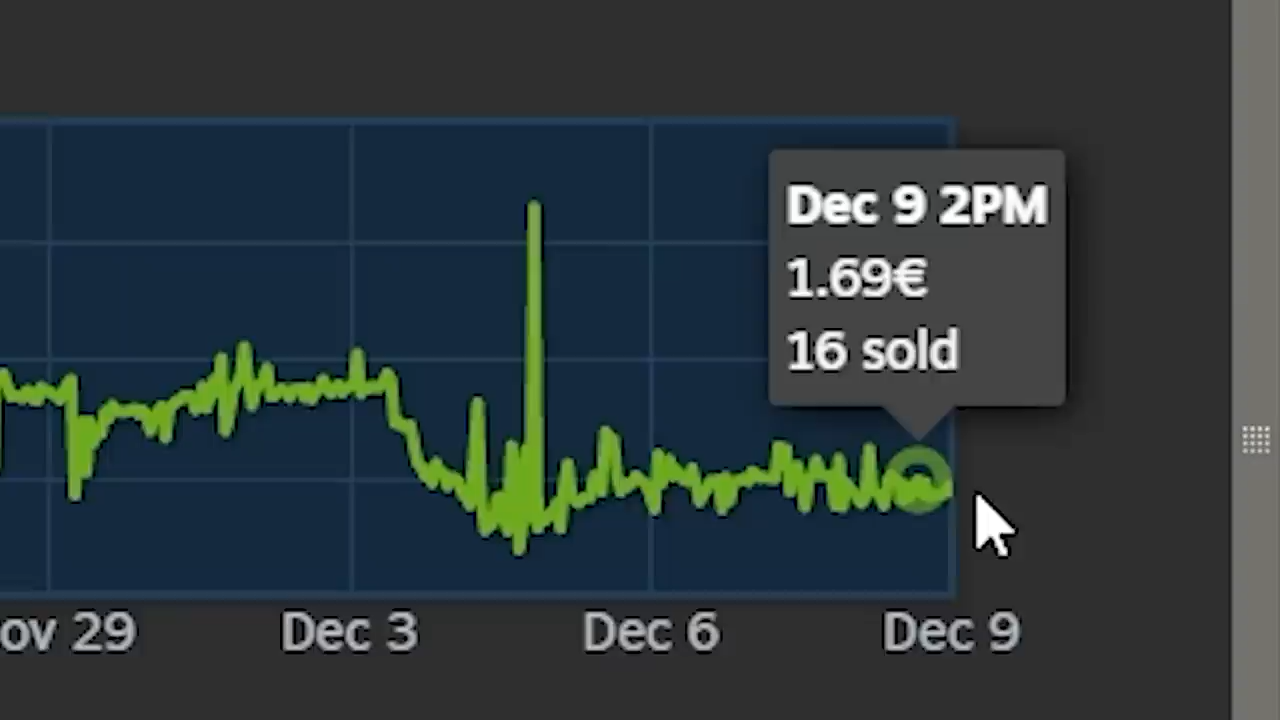 Dec 9 2PM
1.69€
16 sold
ov 29
Dec 3
Dec 6
Dec 9